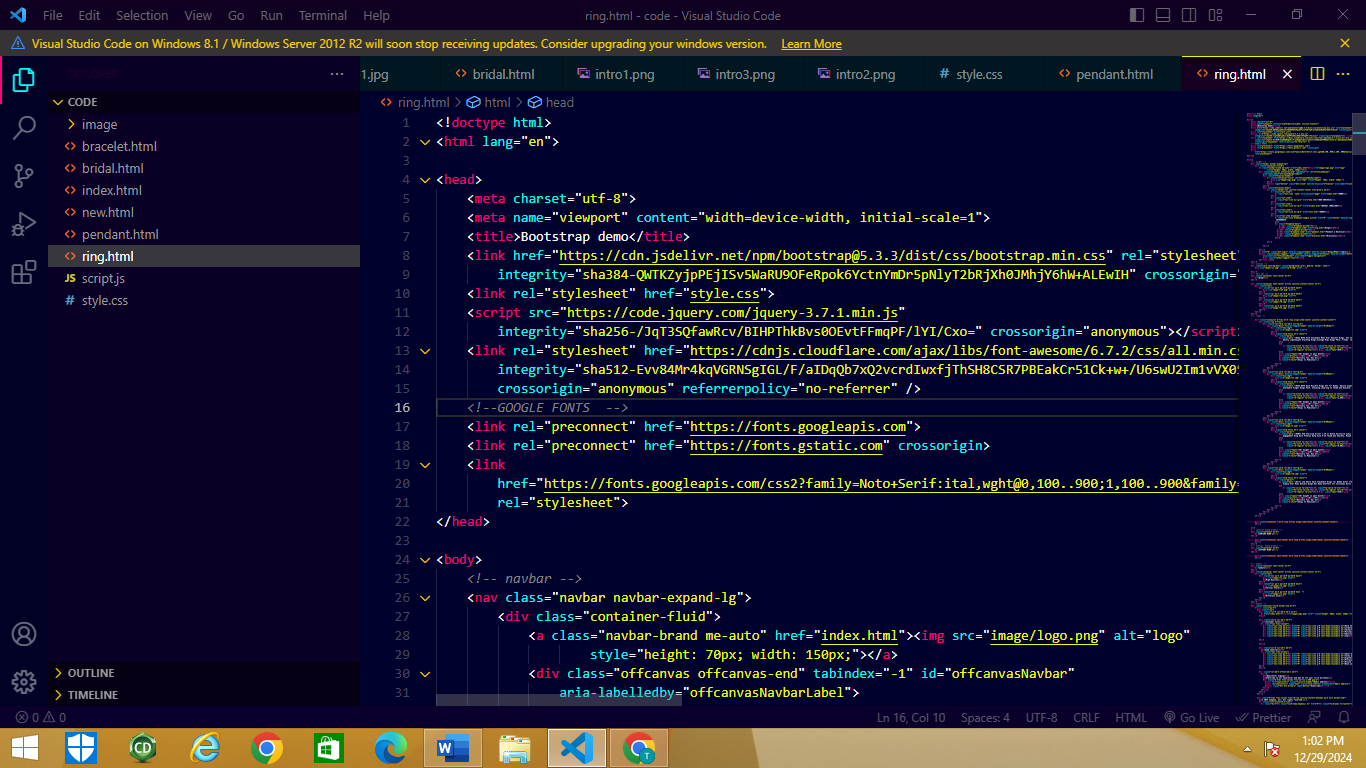 File Edit Selection View Go Run Terminal Help
ring.html - code - Visual Studio Code
Visual Studio Code on Windows 8.1 / Windows Server 2012 R2 will soon stop receiving updates. Consider upgrading your windows version. Learn More
EXPLORER
1.jpg bridal.html intro1.png intro3.png intro2.png style.css pendant.html ring.html
CODE
image
bracelet.html
bridal.html
index.html
new.html
pendant.html
ring.html
script.js
style.css
OUTLINE
TIMELINE
ring.html > html > head
1 <!doctype html>
2 <html lang="en">
3
4 <head>
5 <meta charset="utf-8">
6 <meta name="viewport" content="width=device-width, initial-scale=1">
7 <title>Bootstrap demo</title>
8 <link href="https://cdn.jsdelivr.net/npm/bootstrap@5.3.3/dist/css/bootstrap.min.css" rel="stylesheet"
9 integrity="sha384-QWTKZyjpPEjISv5WaRU9OFeRpok6YctnYmDr5pNlyT2bRjXh0JMhjY6hW+ALEwIH" crossorigin="
10 <link rel="stylesheet" href="style.css">
11 <script src="https://code.jquery.com/jquery-3.7.1.min.js"
12 integrity="sha256-/JqT3SQfawRcv/BIHPThkBvs0OEvtFFmqPF/lYI/Cxo=" crossorigin="anonymous"></script>
13 <link rel="stylesheet" href="https://cdnjs.cloudflare.com/ajax/libs/font-awesome/6.7.2/css/all.min.cs
14 integrity="sha512-Evv84Mr4kqVGRNSgIGL/F/aIDqQb7xQ2vcrdIwxfjThSH8CSR7PBEakCr51Ck+w+/U6swU2Im1vVX0S
15 crossorigin="anonymous" referrerpolicy="no-referrer" />
16 <!--GOOGLE FONTS -->
17 <link rel="preconnect" href="https://fonts.googleapis.com">
18 <link rel="preconnect" href="https://fonts.gstatic.com" crossorigin>
19 <link
20 href="https://fonts.googleapis.com/css2?family=Noto+Serif:ital,wght@0,100..900;1,100..900&family=
21 rel="stylesheet">
22 </head>
23
24 <body>
25 <!-- navbar -->
26 <nav class="navbar navbar-expand-lg">
27 <div class="container-fluid">
28 <a class="navbar-brand me-auto" href="index.html"><img src="image/logo.png" alt="logo"
29 style="height: 70px; width: 150px;"></a>
30 <div class="offcanvas offcanvas-end" tabindex="-1" id="offcanvasNavbar"
31 aria-labelledby="offcanvasNavbarLabel">
0 0 Ln 16, Col 10 Spaces: 4 UTF-8 CRLF HTML Go Live Prettier
1:02 PM
12/29/2024